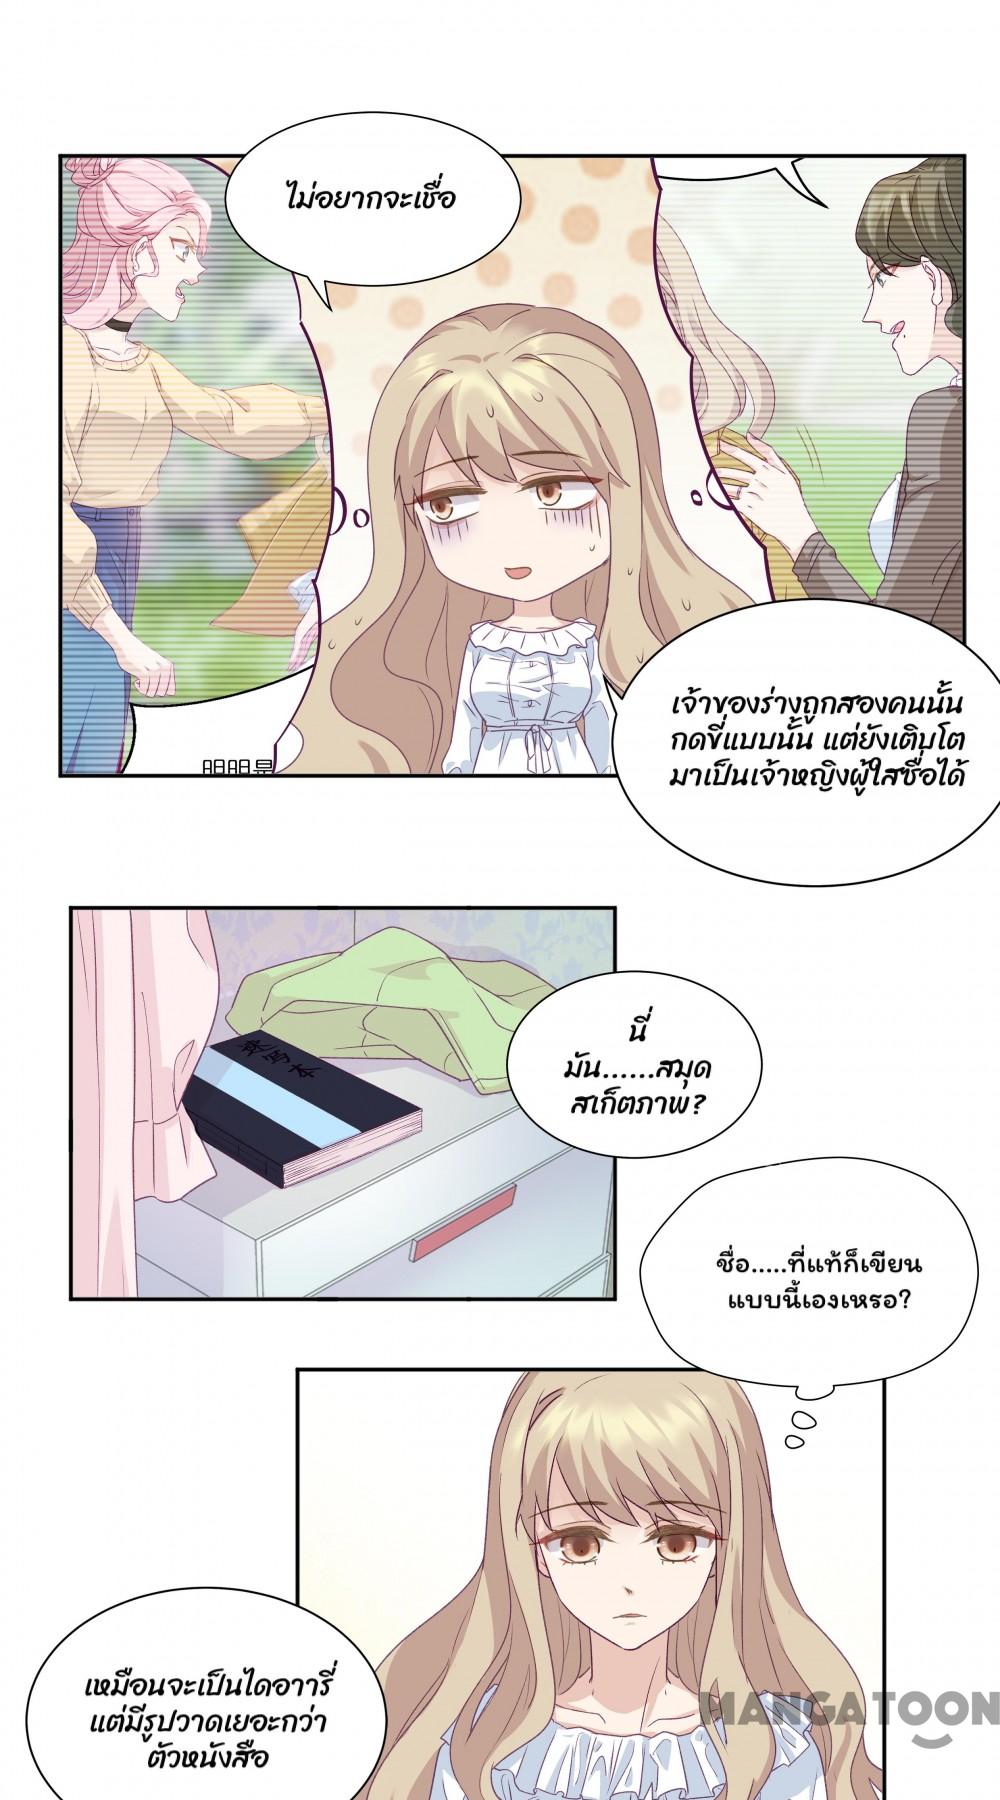 ไม่อยากจะเชื่อ
เจ้าของร่างถูกสองคนนั้น
กดขี่แบบนั้น แต่ยังเติบโต
มาเป็นเจ้าหญิงผู้ใสซื่อได้
明明是
速写本
นี่
มัน......สมุด
สเก็ตภาพ?
ชื่อ.....ที่แท้ก็เขียน
แบบนี้เองเหรอ?
เหมือนจะเป็นไดอาารี่
แต่มีรูปวาดเยอะกว่า
ตัวหนังสือ
MANGATOON